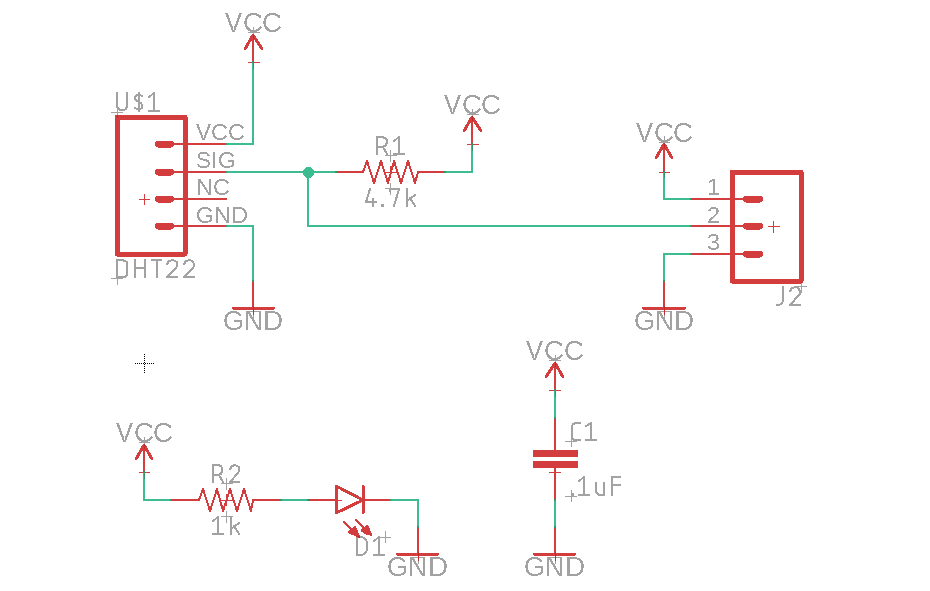 VCC
U$1
VCC
SIG
NC
GND
DHT22
GND
R1
4.7k
VCC
VCC
1
2
3
J2
GND
VCC
R2
1k
D1
GND
VCC
C1
1uF
GND